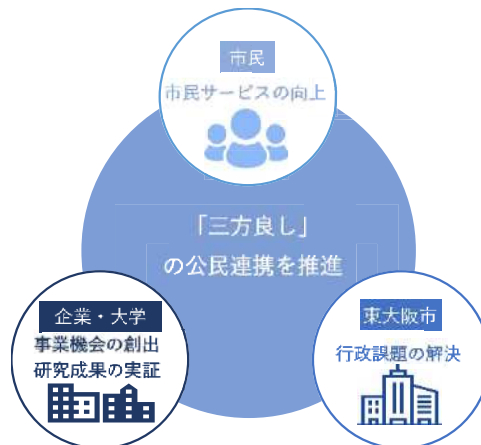 市民
市民サービスの向上
「三方良し」
の公民連携を推進
企業・大学
事業機会の創出
研究成果の実証
東大阪市
行政課題の解決